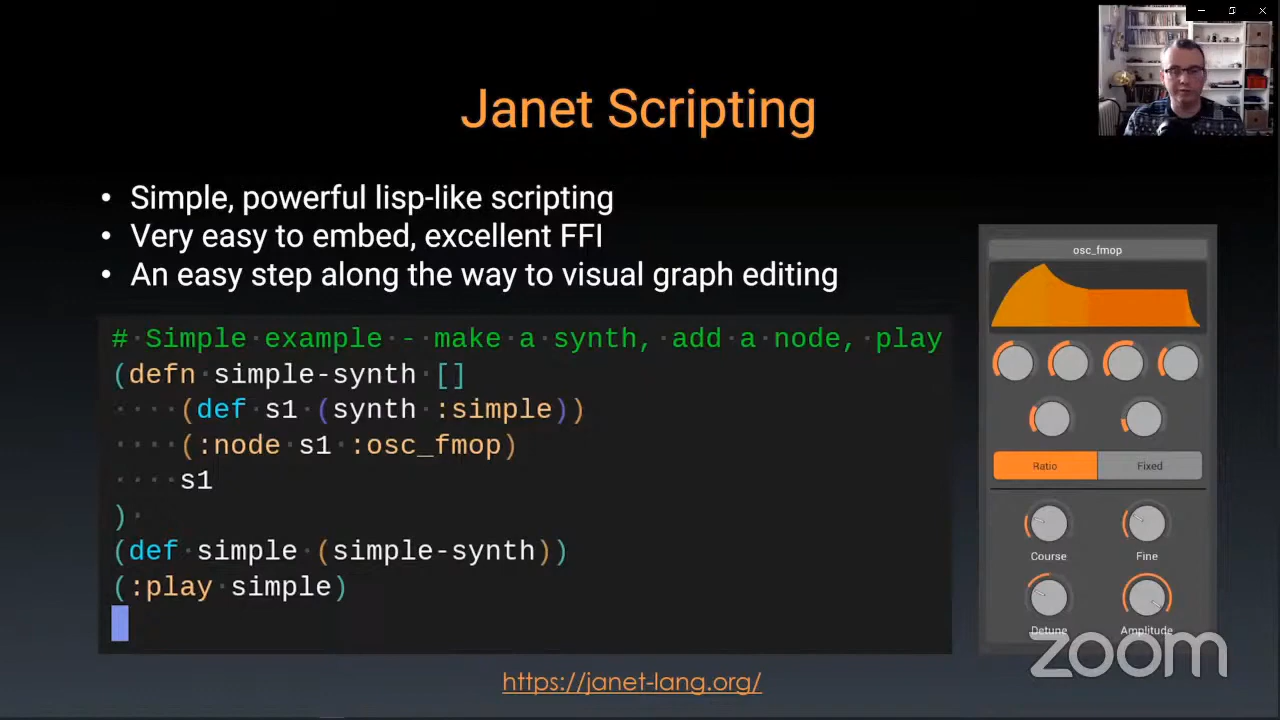 Janet Scripting
• Simple, powerful lisp-like scripting
• Very easy to embed, excellent FFI
• An easy step along the way to visual graph editing
# Simple example - make a synth, add a node, play
(defn simple-synth []
    (def s1 (synth :simple))
    (:node s1 :osc_fmop)
    s1
)
(def simple (simple-synth))
(:play simple)
osc_fmop
Ratio Fixed
Course Fine
Detune Amplitude
zoom
https://janet-lang.org/